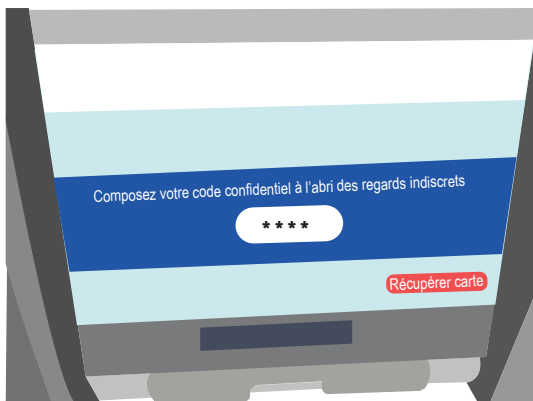 Composez votre code confidentiel à l'abri des regards indiscrets
****
Récupérer carte